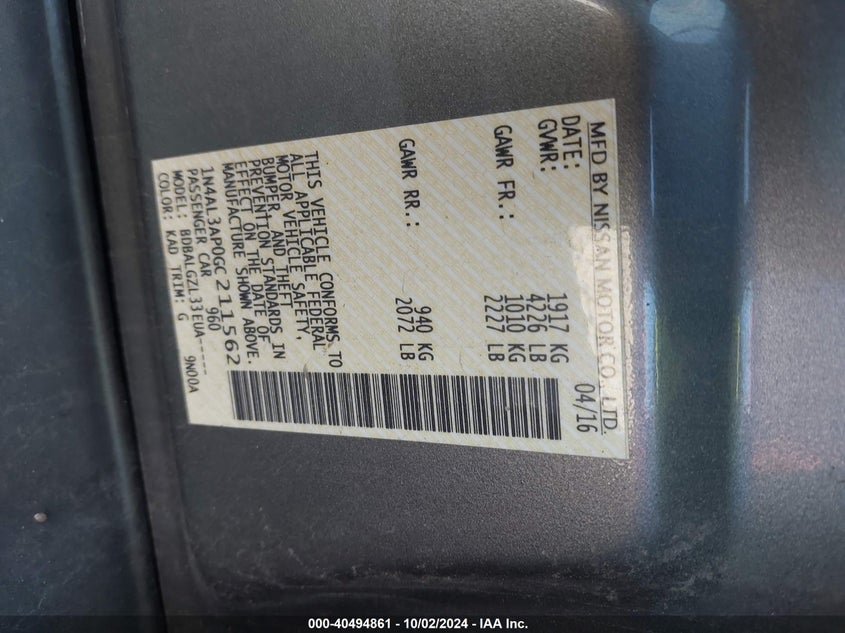 MFD BY NISSAN MOTOR CO., LTD.
DATE: 04/16
GVWR: 1917 KG
4226 LB
GAWR FR.: 1010 KG
2227 LB
GAWR RR.: 940 KG
2072 LB
THIS VEHICLE CONFORMS TO
ALL APPLICABLE FEDERAL
MOTOR VEHICLE SAFETY,
BUMPER, AND THEFT
PREVENTION STANDARDS IN
EFFECT ON THE DATE OF
MANUFACTURE SHOWN ABOVE.
1N4AL3AP0GC211562
PASSENGER CAR 960
MODEL: BDBALGZL33EUA-----
COLOR: KAD TRIM: G 9N00A
000-40494861 - 10/02/2024 - IAA Inc.